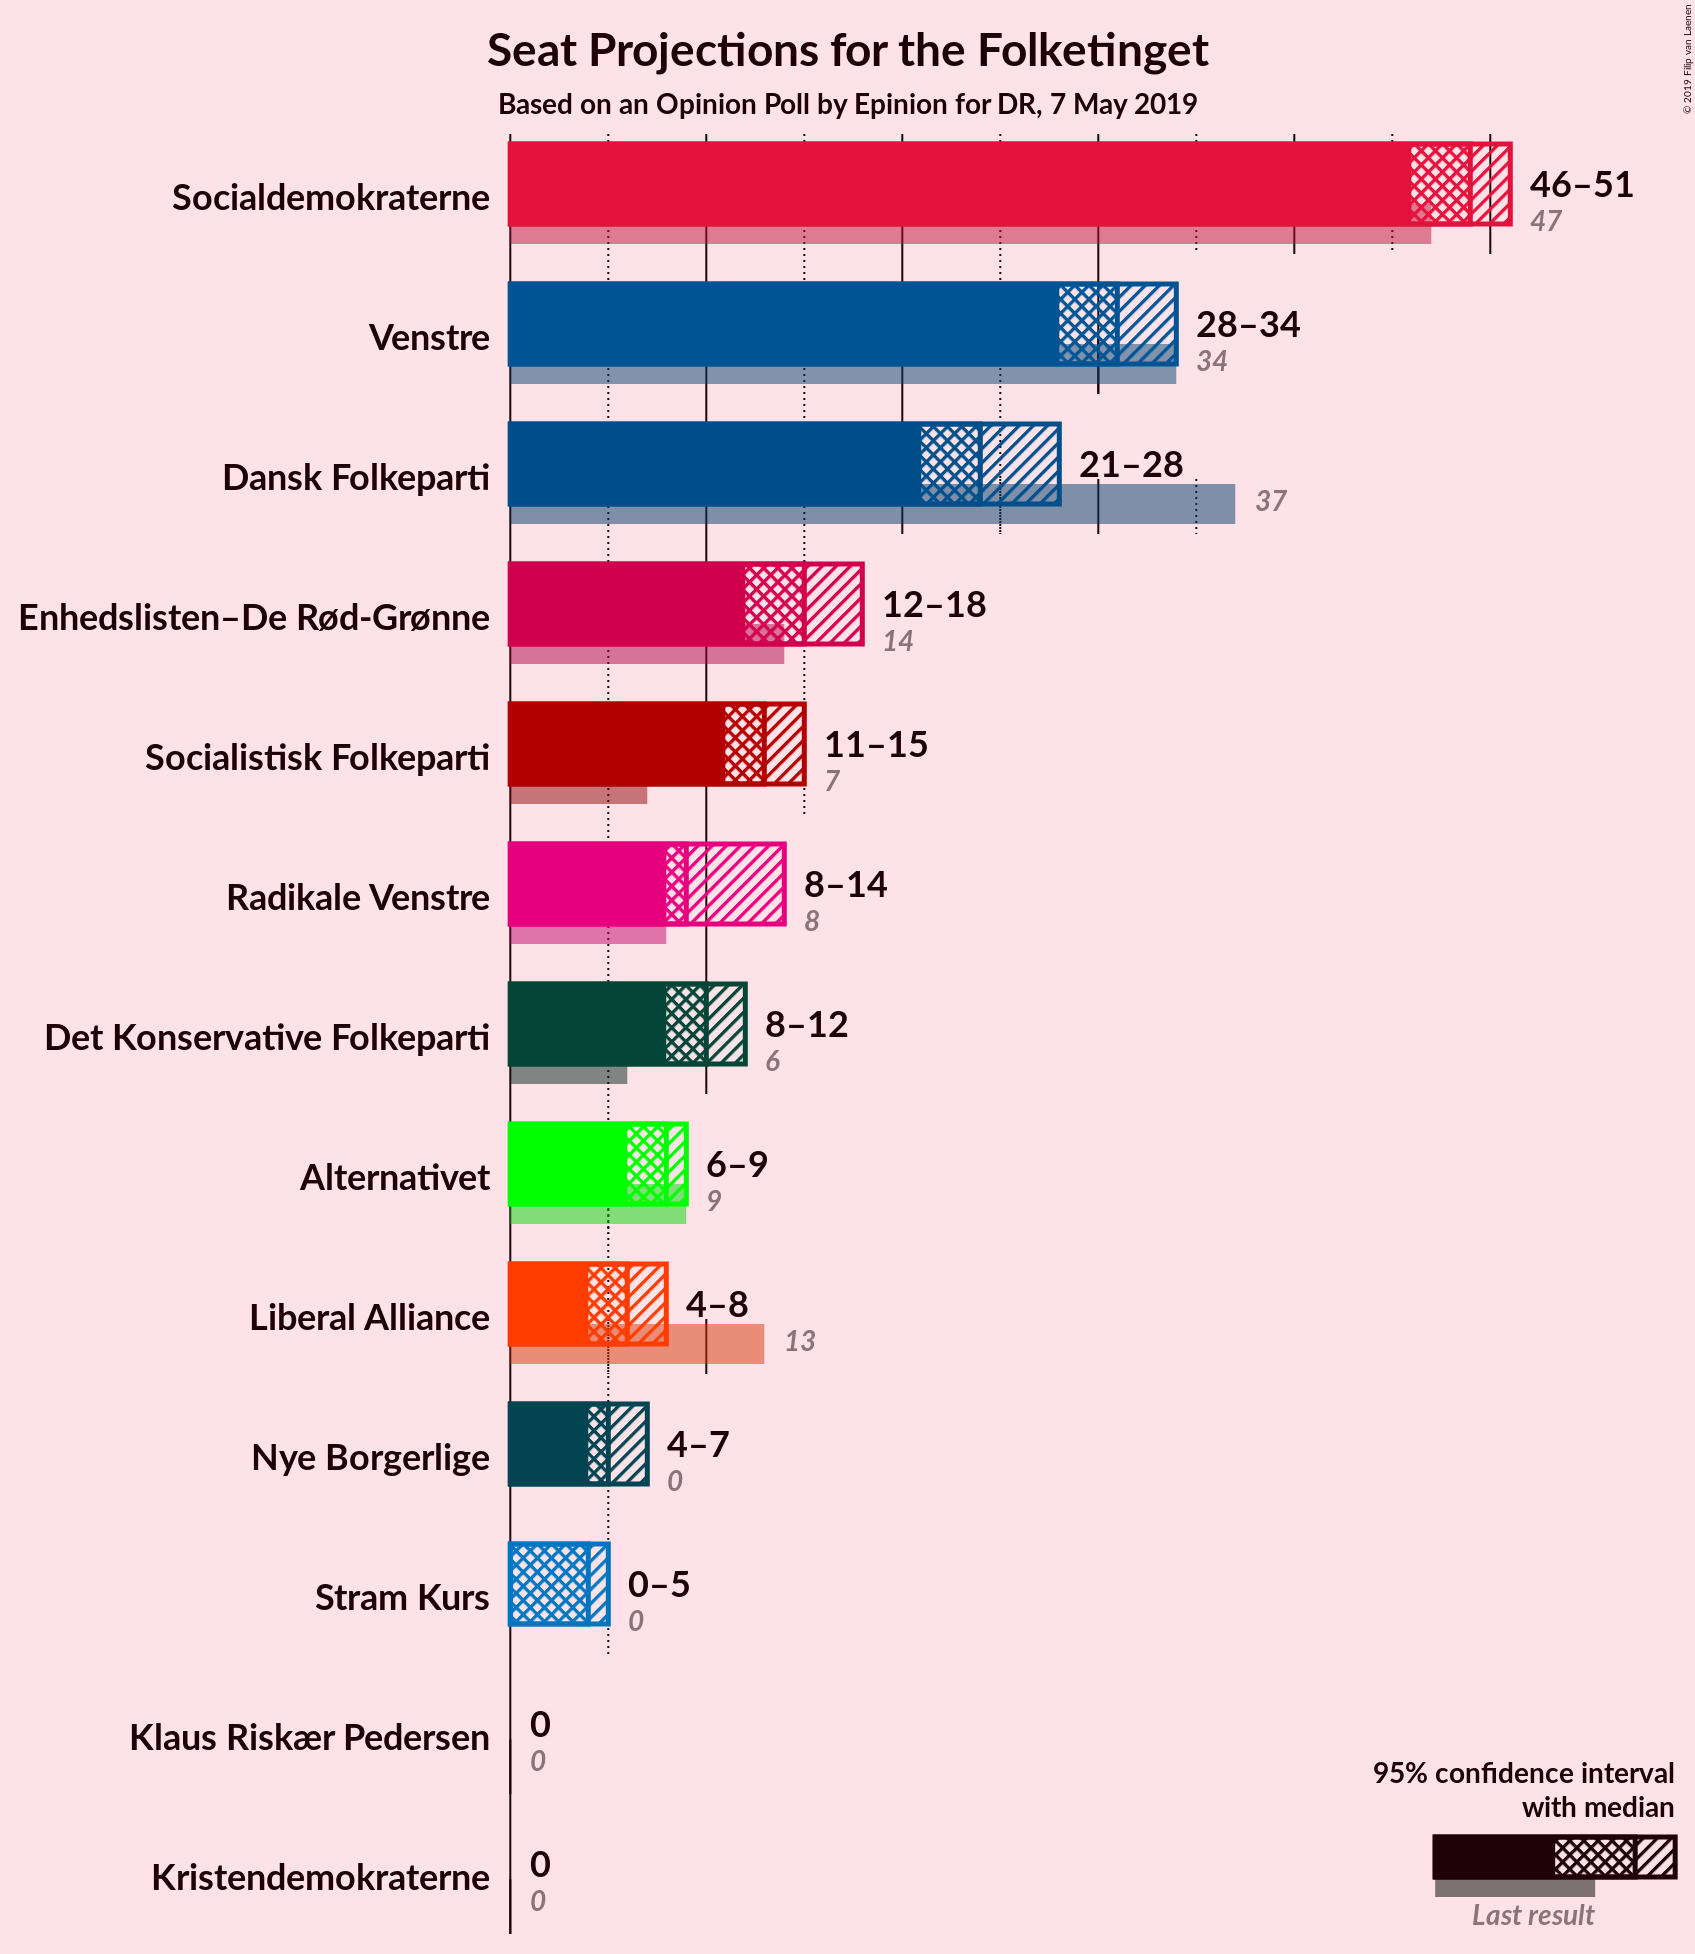 Seat Projections for the Folketinget
Based on an Opinion Poll by Epinion for DR, 7 May 2019
© 2019 Filip van Laenen
Socialdemokraterne
46–51
47
Venstre
28–34
34
Dansk Folkeparti
21–28
37
Enhedslisten–De Rød-Grønne
12–18
14
Socialistisk Folkeparti
11–15
7
Radikale Venstre
8–14
8
Det Konservative Folkeparti
8–12
6
Alternativet
6–9
9
Liberal Alliance
4–8
13
Nye Borgerlige
4–7
0
Stram Kurs
0–5
0
Klaus Riskær Pedersen
0
0
Kristendemokraterne
0
0
95% confidence interval
with median
Last result